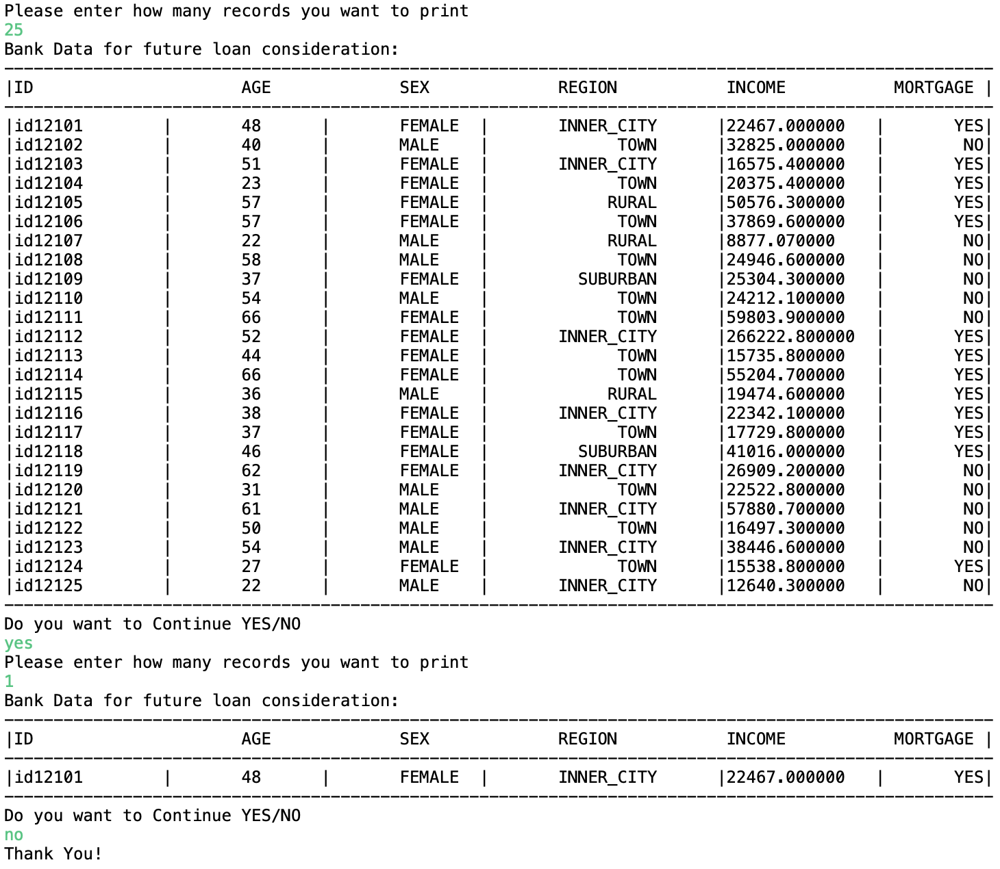 Please enter how many records you want to print
25
Bank Data for future loan consideration:
----------------------------------------------------------------------------------------------------
|ID                     AGE             SEX             REGION           INCOME           MORTGAGE |
----------------------------------------------------------------------------------------------------
|id12101        |       48      |       FEMALE  |       INNER_CITY      |22467.000000   |       YES|
|id12102        |       40      |       MALE    |             TOWN      |32825.000000   |        NO|
|id12103        |       51      |       FEMALE  |       INNER_CITY      |16575.400000   |       YES|
|id12104        |       23      |       FEMALE  |             TOWN      |20375.400000   |       YES|
|id12105        |       57      |       FEMALE  |            RURAL      |50576.300000   |       YES|
|id12106        |       57      |       FEMALE  |             TOWN      |37869.600000   |       YES|
|id12107        |       22      |       MALE    |            RURAL      |8877.070000    |        NO|
|id12108        |       58      |       MALE    |             TOWN      |24946.600000   |        NO|
|id12109        |       37      |       FEMALE  |         SUBURBAN      |25304.300000   |        NO|
|id12110        |       54      |       MALE    |             TOWN      |24212.100000   |        NO|
|id12111        |       66      |       FEMALE  |             TOWN      |59803.900000   |        NO|
|id12112        |       52      |       FEMALE  |       INNER_CITY      |266222.800000  |       YES|
|id12113        |       44      |       FEMALE  |             TOWN      |15735.800000   |       YES|
|id12114        |       66      |       FEMALE  |             TOWN      |55204.700000   |       YES|
|id12115        |       36      |       MALE    |            RURAL      |19474.600000   |       YES|
|id12116        |       38      |       FEMALE  |       INNER_CITY      |22342.100000   |       YES|
|id12117        |       37      |       FEMALE  |             TOWN      |17729.800000   |       YES|
|id12118        |       46      |       FEMALE  |         SUBURBAN      |41016.000000   |       YES|
|id12119        |       62      |       FEMALE  |       INNER_CITY      |26909.200000   |        NO|
|id12120        |       31      |       MALE    |             TOWN      |22522.800000   |        NO|
|id12121        |       61      |       MALE    |       INNER_CITY      |57880.700000   |        NO|
|id12122        |       50      |       MALE    |             TOWN      |16497.300000   |        NO|
|id12123        |       54      |       MALE    |       INNER_CITY      |38446.600000   |        NO|
|id12124        |       27      |       FEMALE  |             TOWN      |15538.800000   |       YES|
|id12125        |       22      |       MALE    |       INNER_CITY      |12640.300000   |        NO|
----------------------------------------------------------------------------------------------------
Do you want to Continue YES/NO
yes
Please enter how many records you want to print
1
Bank Data for future loan consideration:
----------------------------------------------------------------------------------------------------
|ID                     AGE             SEX             REGION           INCOME           MORTGAGE |
----------------------------------------------------------------------------------------------------
|id12101        |       48      |       FEMALE  |       INNER_CITY      |22467.000000   |       YES|
----------------------------------------------------------------------------------------------------
Do you want to Continue YES/NO
no
Thank You!